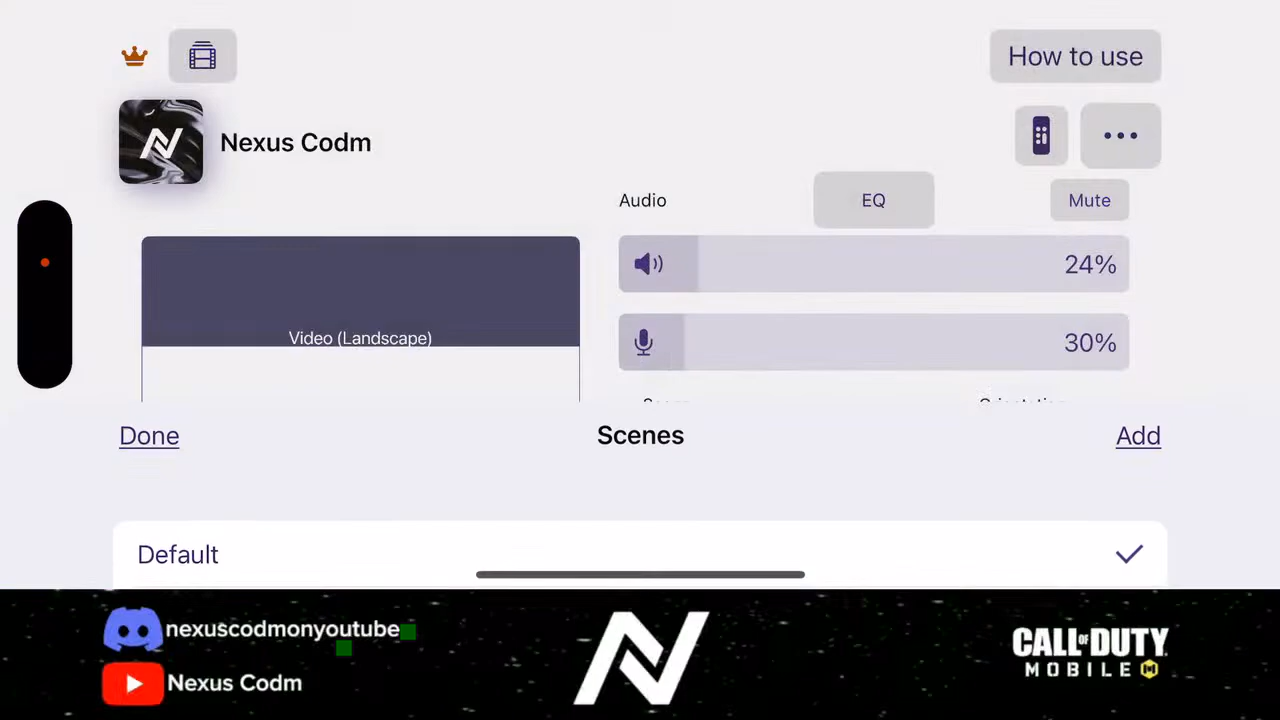 How to use
Nexus Codm
Audio
EQ
Mute
24%
Video (Landscape)
30%
Done
Scenes
Add
Default
nexuscodmonyoutube
Nexus Codm
CALL OF DUTY
MOBILE